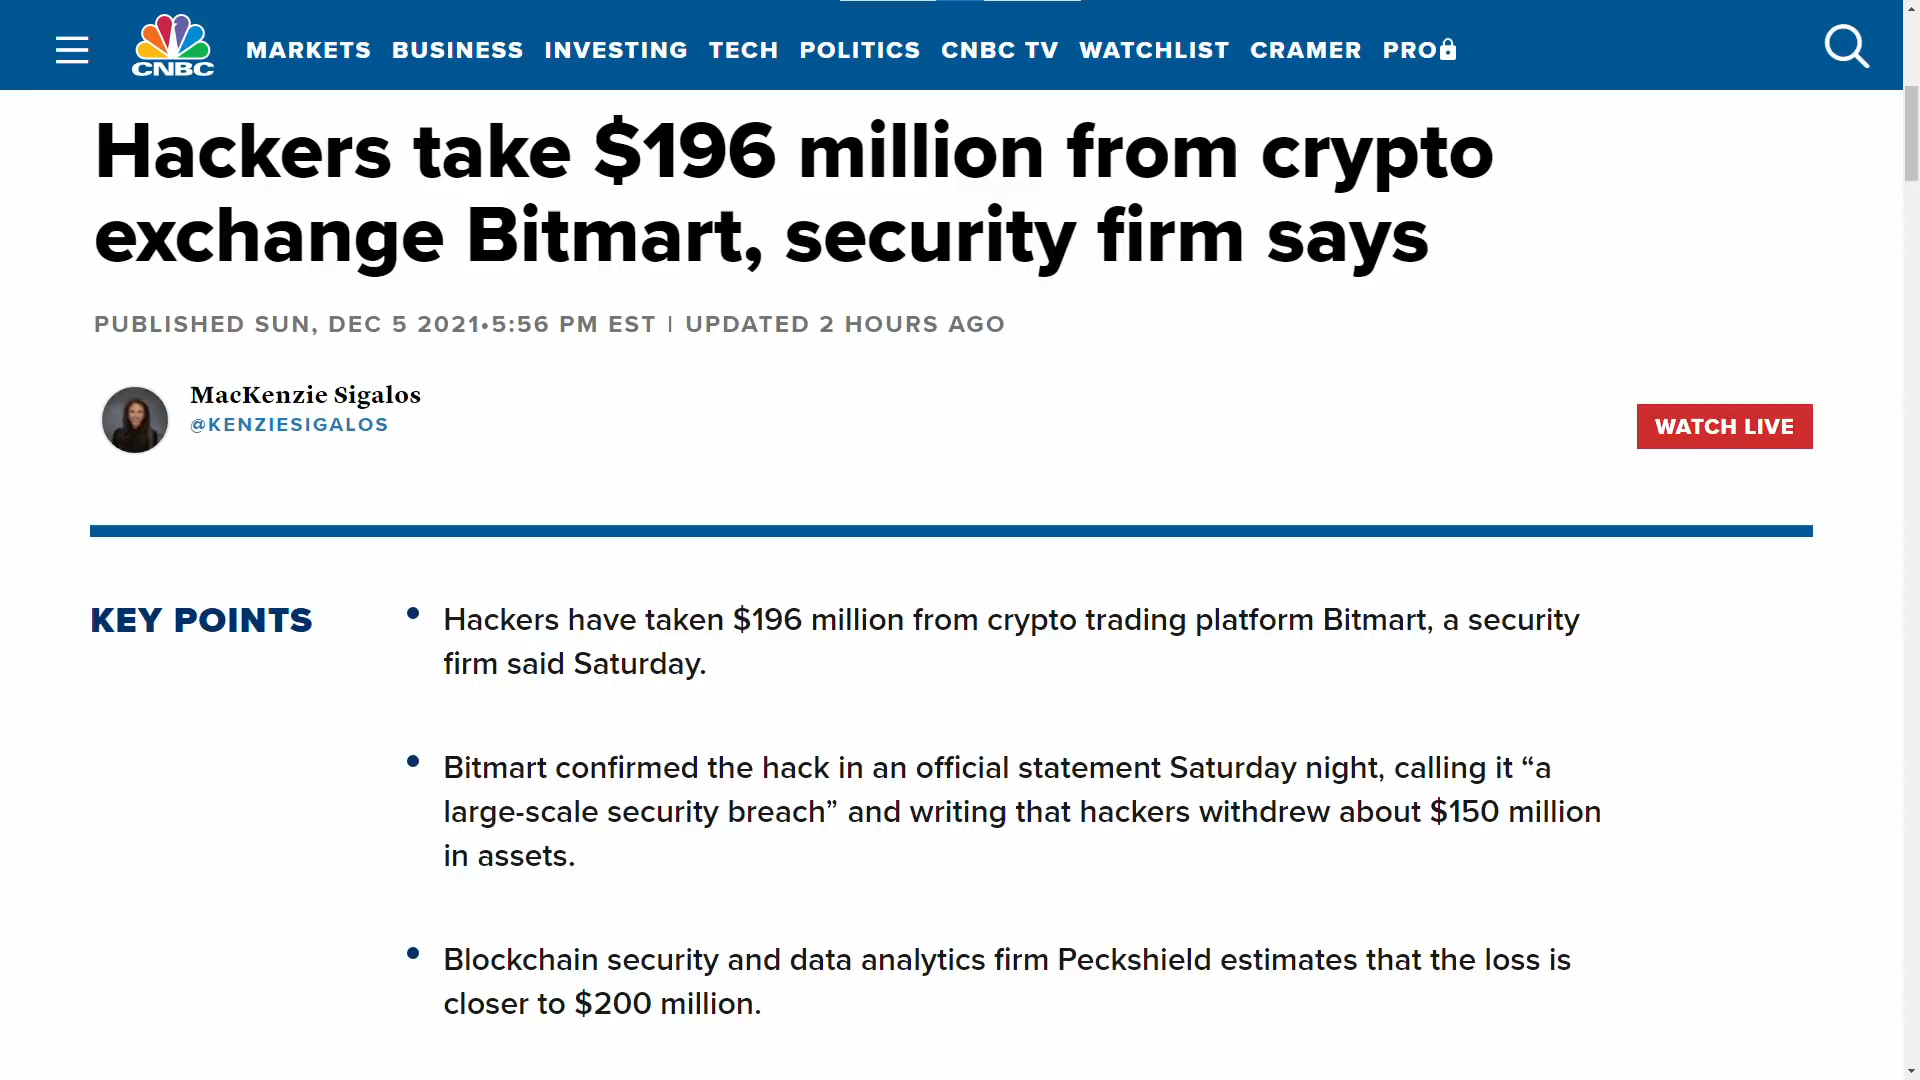 CNBC
MARKETS BUSINESS INVESTING TECH POLITICS CNBC TV WATCHLIST CRAMER PRO
Hackers take $196 million from crypto
exchange Bitmart, security firm says
PUBLISHED SUN, DEC 5 2021•5:56 PM EST | UPDATED 2 HOURS AGO
MacKenzie Sigalos
@KENZIESIGALOS
WATCH LIVE
KEY POINTS
• Hackers have taken $196 million from crypto trading platform Bitmart, a security
firm said Saturday.
• Bitmart confirmed the hack in an official statement Saturday night, calling it “a
large-scale security breach” and writing that hackers withdrew about $150 million
in assets.
• Blockchain security and data analytics firm Peckshield estimates that the loss is
closer to $200 million.